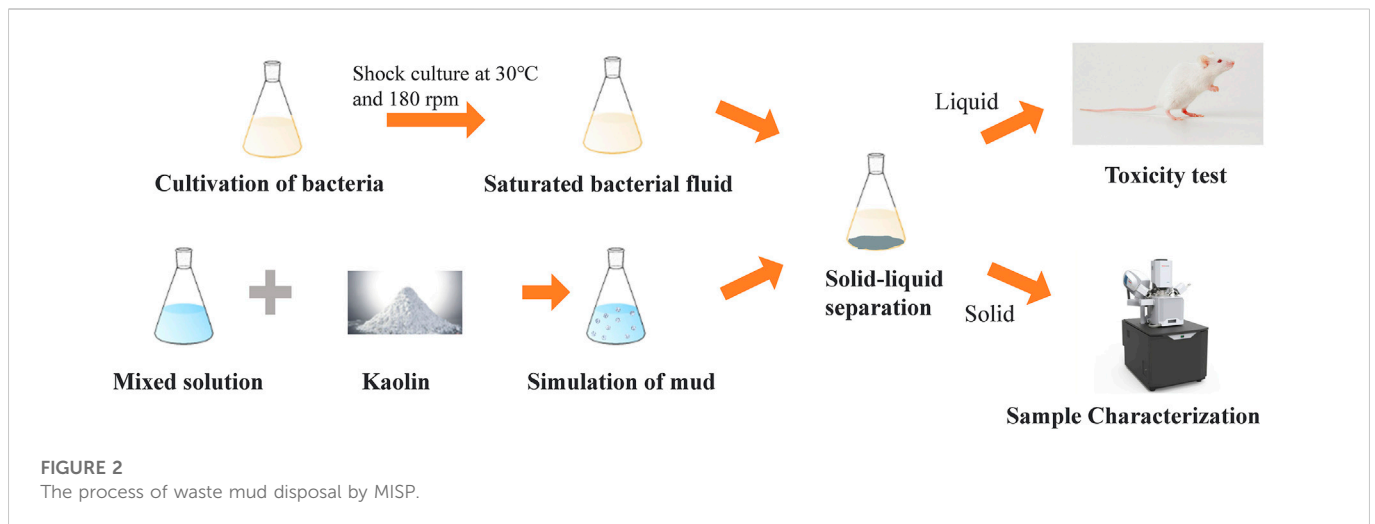 Shock culture at 30℃
and 180 rpm
Cultivation of bacteria
Saturated bacterial fluid
Liquid
Toxicity test
Mixed solution
Kaolin
Simulation of mud
Solid-liquid
separation
Solid
Sample Characterization
FIGURE 2
The process of waste mud disposal by MISP.